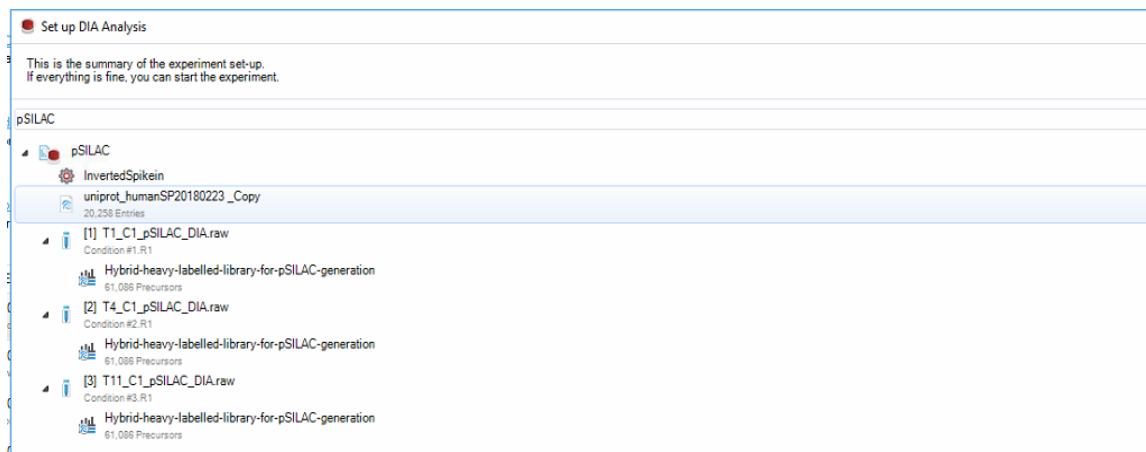 Set up DIA Analysis
This is the summary of the experiment set-up.
If everything is fine, you can start the experiment.
pSILAC
pSILAC
InvertedSpikein
uniprot_humanSP20180223 _Copy
20,258 Entries
[1] T1_C1_pSILAC_DIA.raw
Condition #1.R1
Hybrid-heavy-labelled-library-for-pSILAC-generation
61,086 Precursors
[2] T4_C1_pSILAC_DIA.raw
Condition #2.R1
Hybrid-heavy-labelled-library-for-pSILAC-generation
61,086 Precursors
[3] T11_C1_pSILAC_DIA.raw
Condition #3.R1
Hybrid-heavy-labelled-library-for-pSILAC-generation
61,086 Precursors